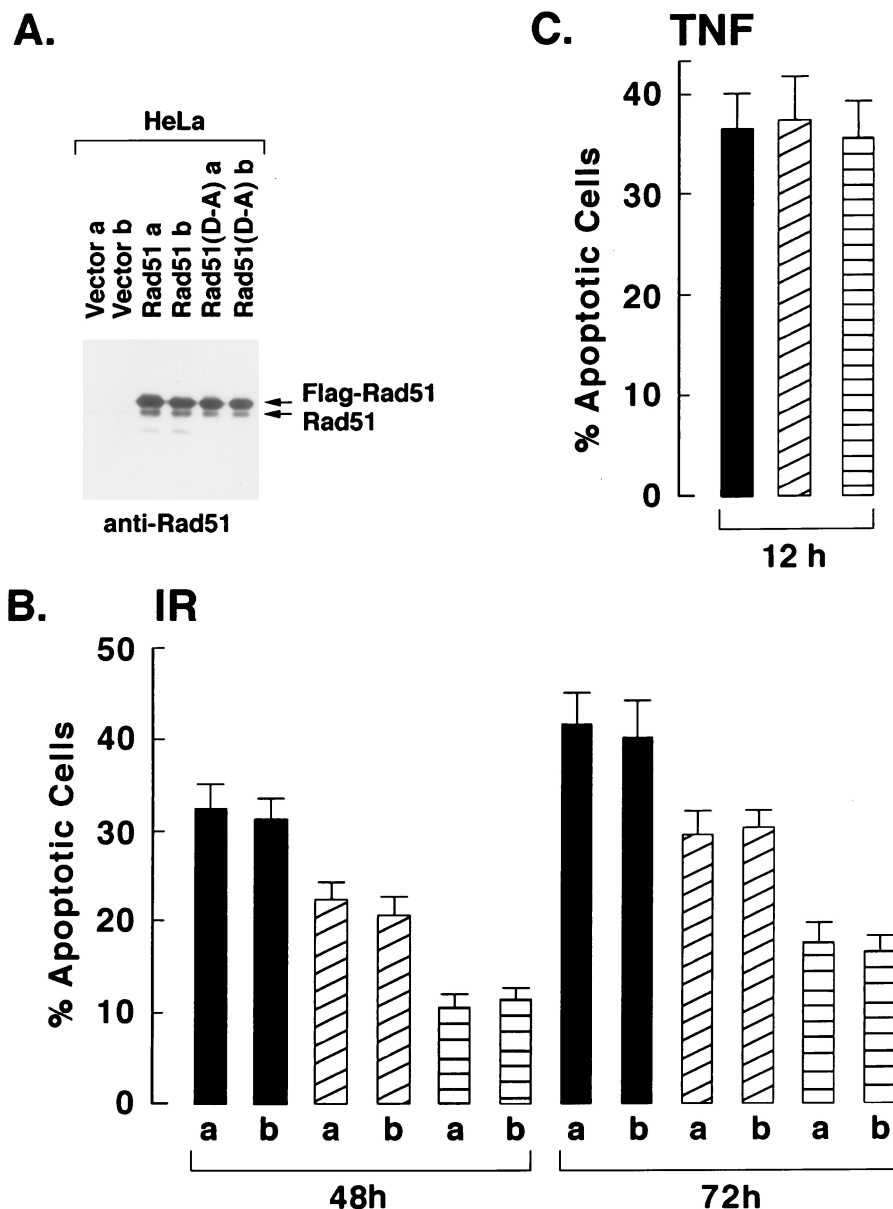 A.
HeLa
Vector a
Vector b
Rad51 a
Rad51 b
Rad51(D-A) a
Rad51(D-A) b
Flag-Rad51
Rad51
anti-Rad51
C. TNF
% Apoptotic Cells
40
30
20
10
0
12 h
B. IR
% Apoptotic Cells
50
40
30
20
10
0
a b a b a b a b a b a b
48h 72h